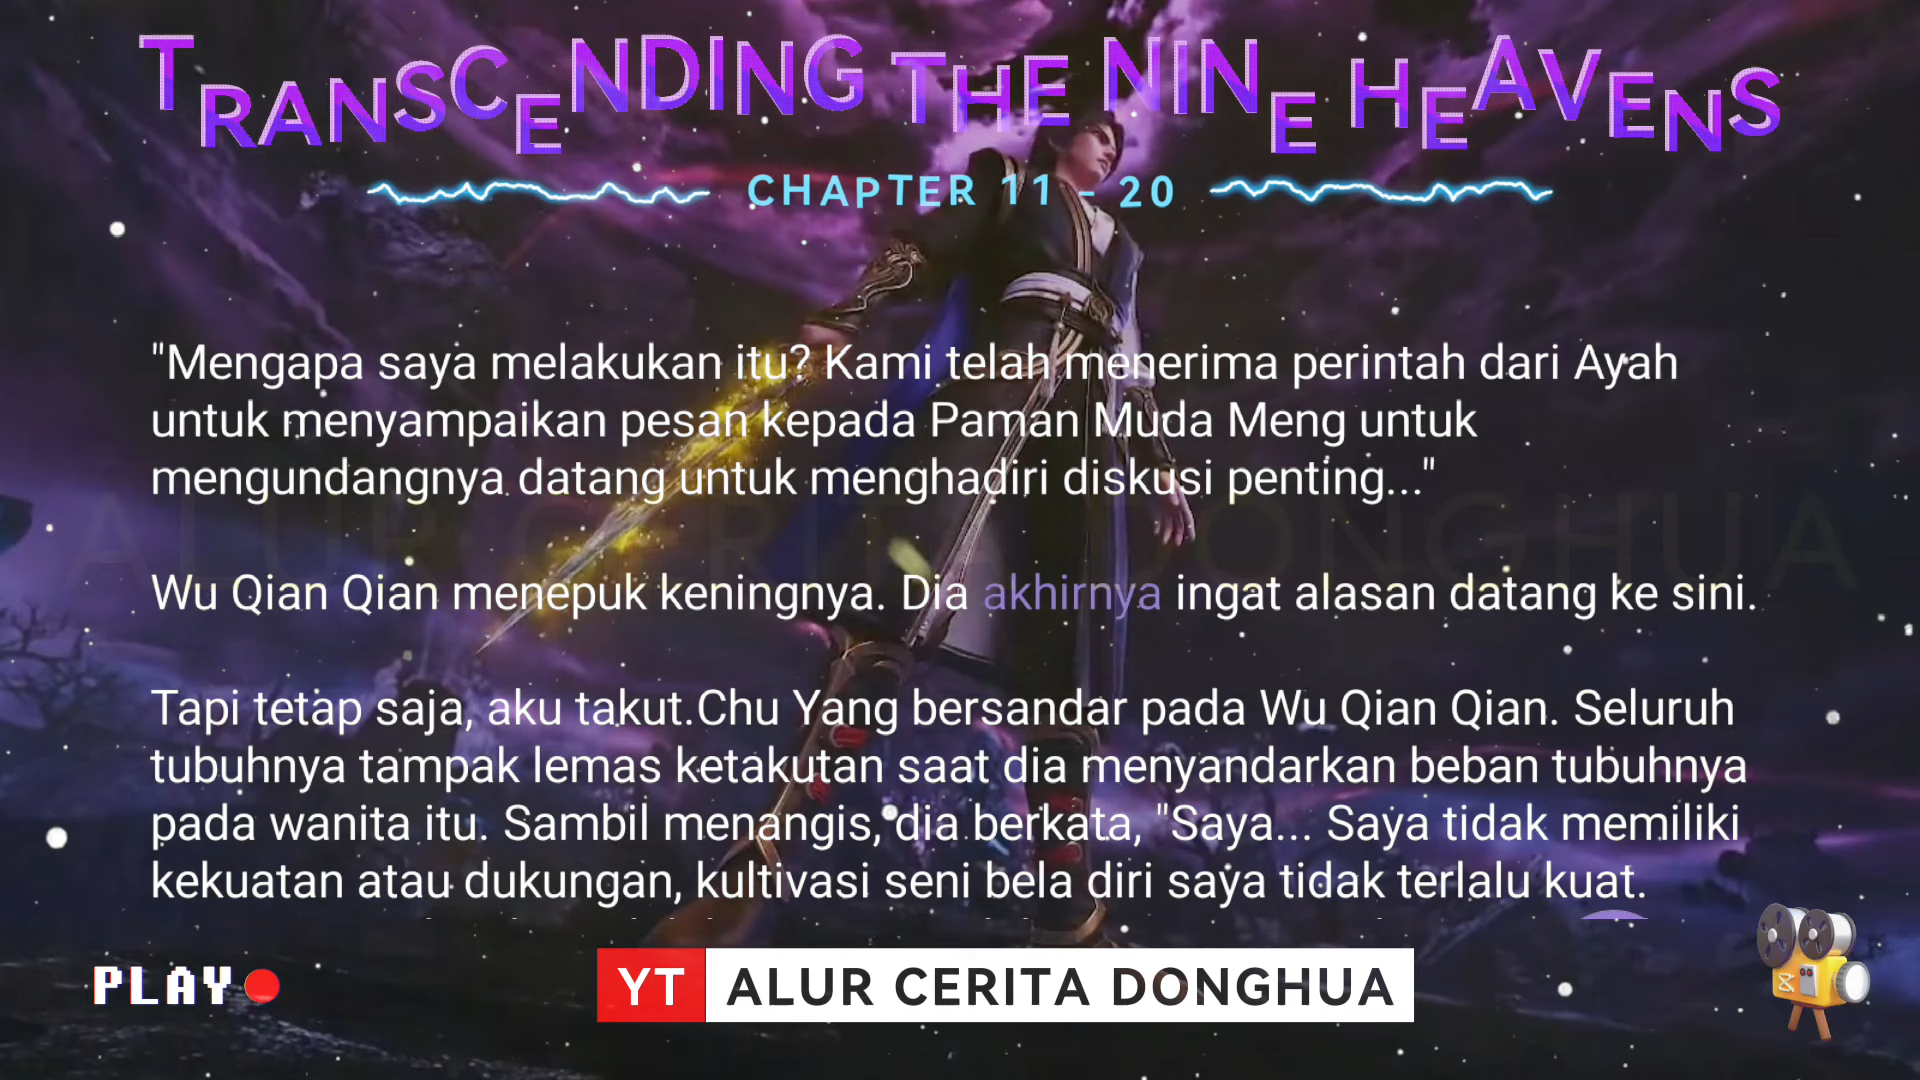 TRANSCENDING THE NINE HEAVENS
CHAPTER 11 - 20
"Mengapa saya melakukan itu? Kami telah menerima perintah dari Ayah
untuk menyampaikan pesan kepada Paman Muda Meng untuk
mengundangnya datang untuk menghadiri diskusi penting..."
Wu Qian Qian menepuk keningnya. Dia akhirnya ingat alasan datang ke sini.
Tapi tetap saja, aku takut.Chu Yang bersandar pada Wu Qian Qian. Seluruh
tubuhnya tampak lemas ketakutan saat dia menyandarkan beban tubuhnya
pada wanita itu. Sambil menangis, dia berkata, "Saya... Saya tidak memiliki
kekuatan atau dukungan, kultivasi seni bela diri saya tidak terlalu kuat.
ALUR CERITA DONGHUA
PLAY
YT ALUR CERITA DONGHUA